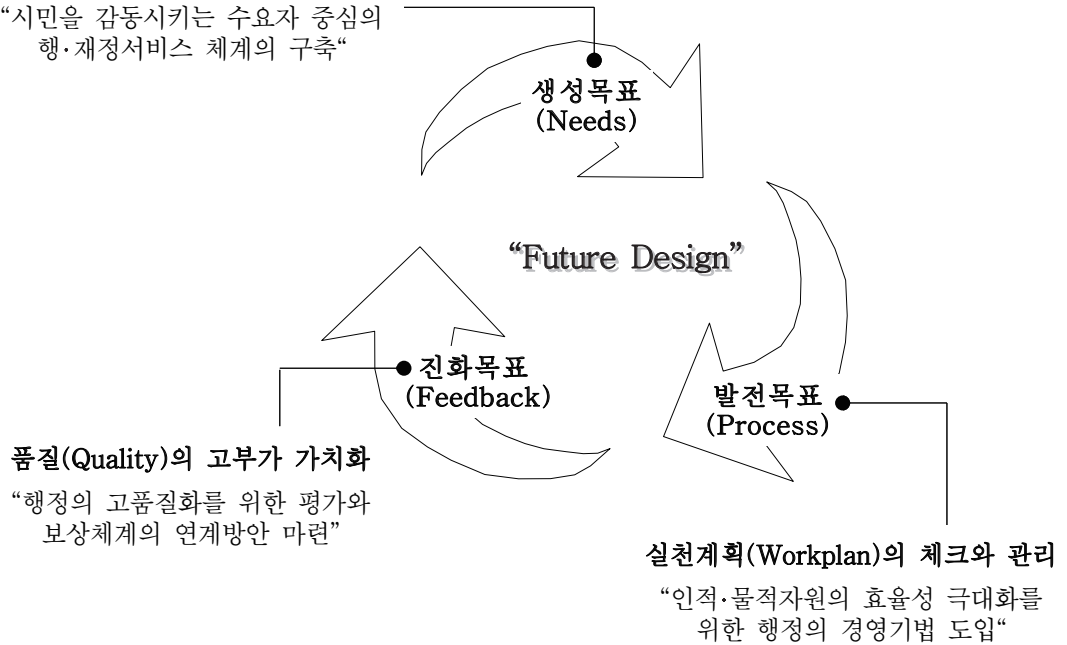 “시민을 감동시키는 수요자 중심의
행·재정서비스 체계의 구축“
생성목표
(Needs)
“Future Design”
진화목표
(Feedback)
발전목표
(Process)
품질(Quality)의 고부가 가치화
“행정의 고품질화를 위한 평가와
보상체계의 연계방안 마련”
실천계획(Workplan)의 체크와 관리
“인적·물적자원의 효율성 극대화를
위한 행정의 경영기법 도입“